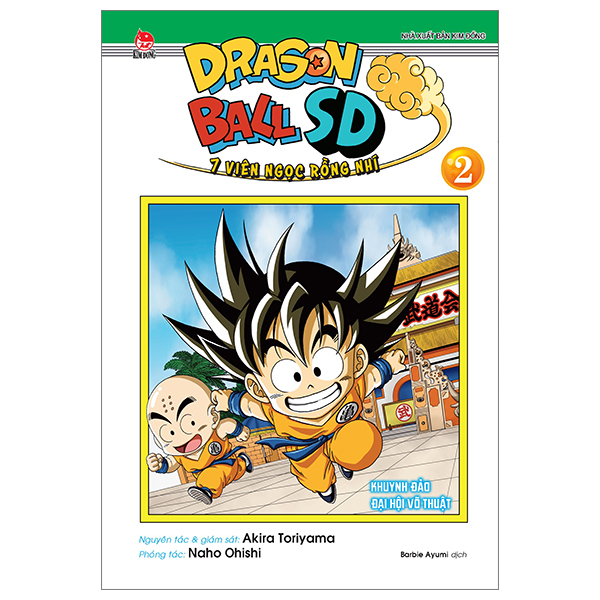 NHÀ XUẤT BẢN KIM ĐỒNG
KIM ĐỒNG
DRAGON
BALL SD
7 VIÊN NGỌC RỒNG NHÍ
2
武道会
武
KHUYNH ĐẢO
ĐẠI HỘI VÕ THUẬT
Nguyên tác & giám sát: Akira Toriyama
Phóng tác: Naho Ohishi
Barbie Ayumi dịch